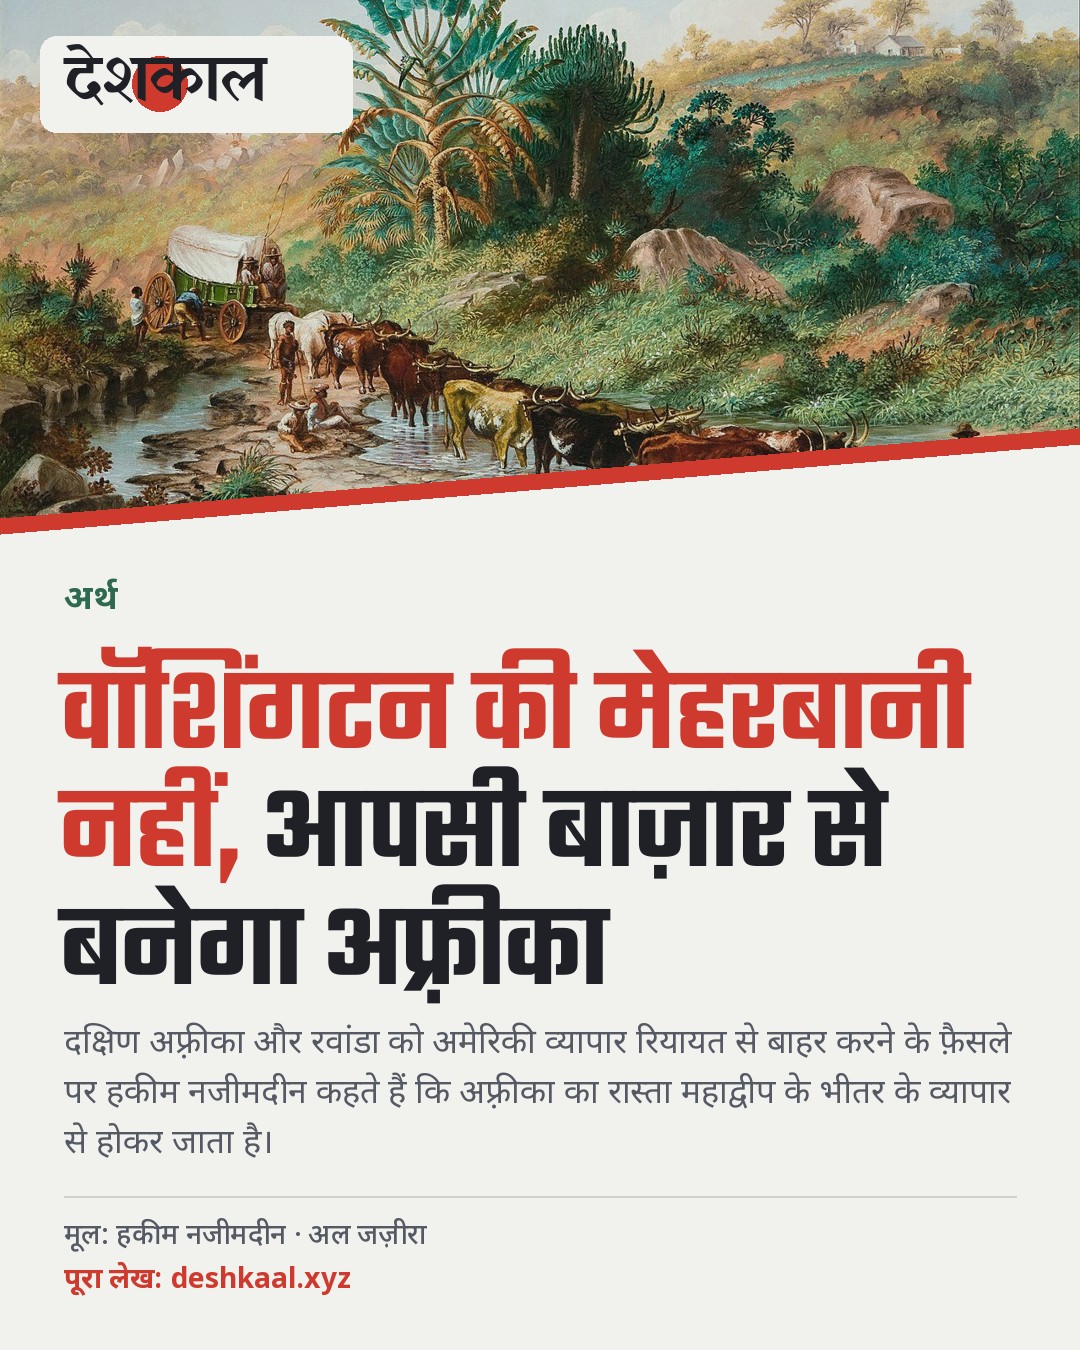 देशकाल
अर्थ
वॉशिंगटन की मेहरबानी
नहीं, आपसी बाज़ार से
बनेगा अफ़्रीका
दक्षिण अफ़्रीका और रवांडा को अमेरिकी व्यापार रियायत से बाहर करने के फ़ैसले
पर हकीम नजीमदीन कहते हैं कि अफ़्रीका का रास्ता महाद्वीप के भीतर के व्यापार
से होकर जाता है।
मूल: हकीम नजीमदीन · अल जज़ीरा
पूरा लेख: deshkaal.xyz